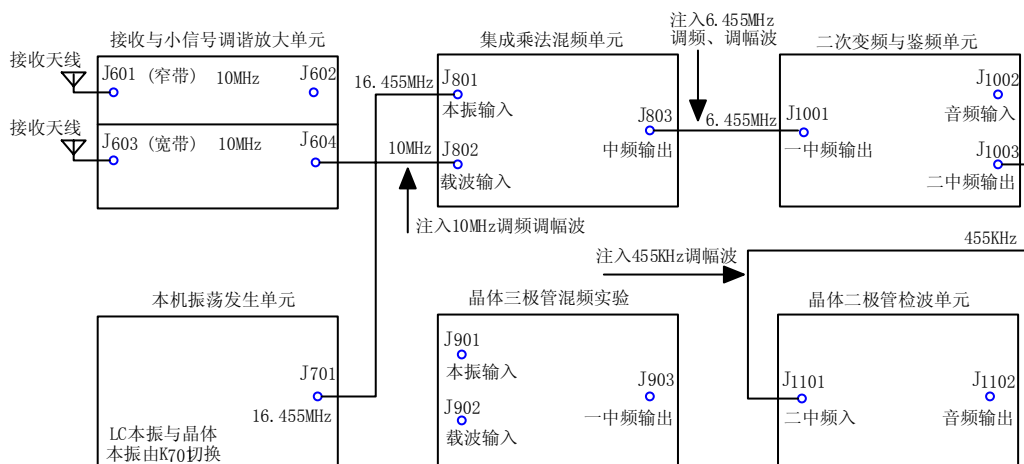 接收与小信号调谐放大单元
接收天线
J601 (窄带) 10MHz
J602
接收天线
J603 (宽带) 10MHz
J604
16.455MHz
10MHz
注入10MHz调频调幅波
集成乘法混频单元
J801
本振输入
J802
载波输入
J803
中频输出
注入6.455MHz
调频、调幅波
6.455MHz
二次变频与鉴频单元
J1001
一中频输出
J1002
音频输入
J1003
二中频输出
455KHz
注入455KHz调幅波
本机振荡发生单元
J701
16.455MHz
LC本振与晶体
本振由K701切换
晶体三极管混频实验
J901
本振输入
J902
载波输入
J903
一中频输出
晶体二极管检波单元
J1101
二中频入
J1102
音频输出